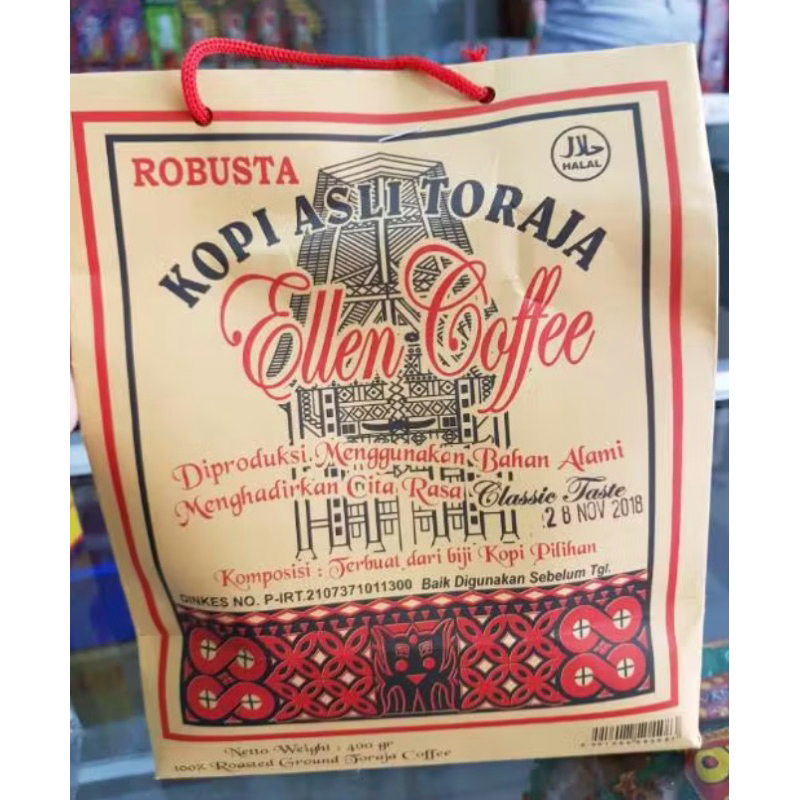 ROBUSTA
حلال
HALAL
KOPI ASLI TORAJA
Ellen Coffee
Diproduksi Menggunakan Bahan Alami
Menghadirkan Cita Rasa Classic Taste
28 NOV 2018
Komposisi : Terbuat dari biji Kopi Pilihan
DINKES NO. P-IRT.2107371011300 Baik Digunakan Sebelum Tgl.
Netto Weight : 400 gr
100% Roasted Ground Toraja Coffee